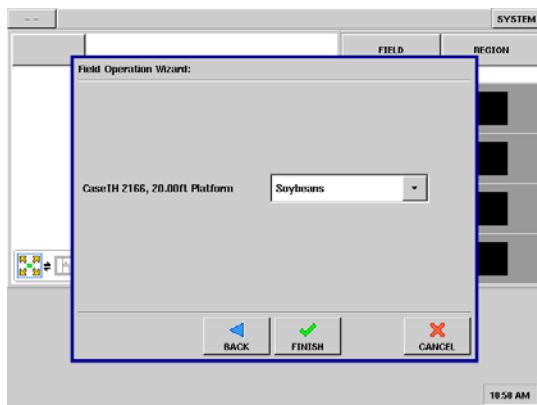 - -
SYSTEM
FIELD
REGION
Field Operation Wizard:
CaseIH 2166, 20.00ft Platform
Soybeans
BACK
FINISH
CANCEL
10:58 AM